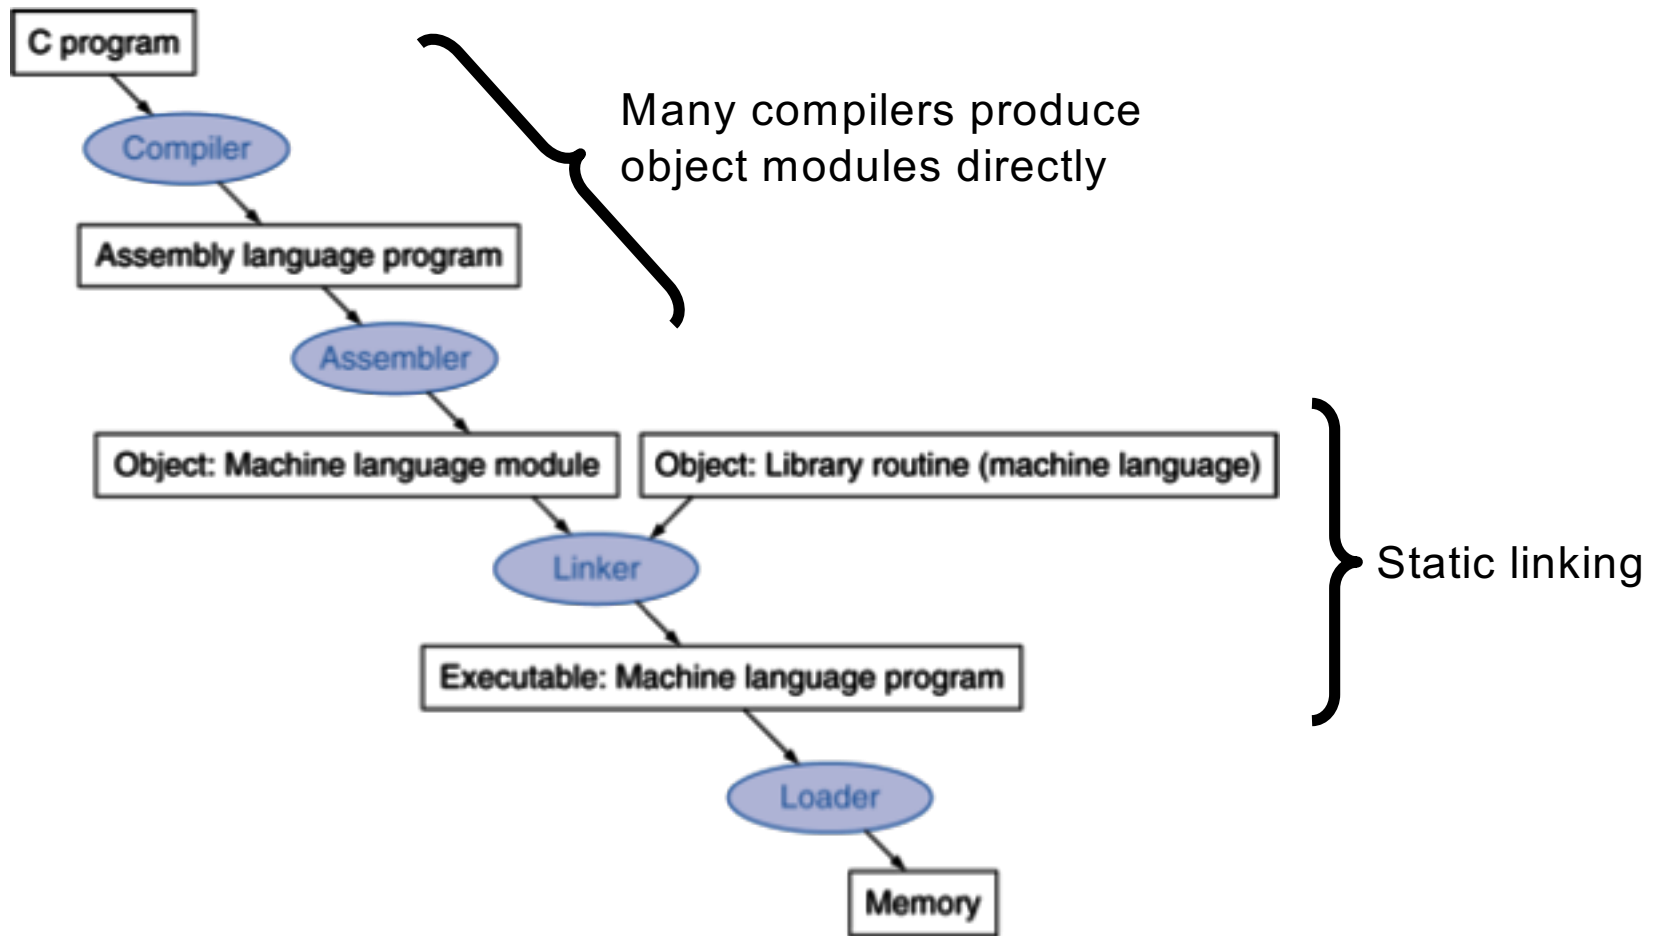 C program
Many compilers produce
object modules directly
Compiler
Assembly language program
Assembler
Object: Machine language module
Object: Library routine (machine language)
Linker
Static linking
Executable: Machine language program
Loader
Memory